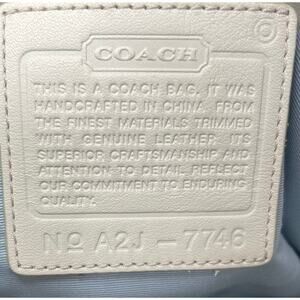 COACH
THIS IS A COACH BAG. IT WAS
HANDCRAFTED IN CHINA FROM
THE FINEST MATERIALS TRIMMED
WITH GENUINE LEATHER. ITS
SUPERIOR CRAFTSMANSHIP AND
ATTENTION TO DETAIL REFLECT
OUR COMMITMENT TO ENDURING
QUALITY.
No A2J - 7746